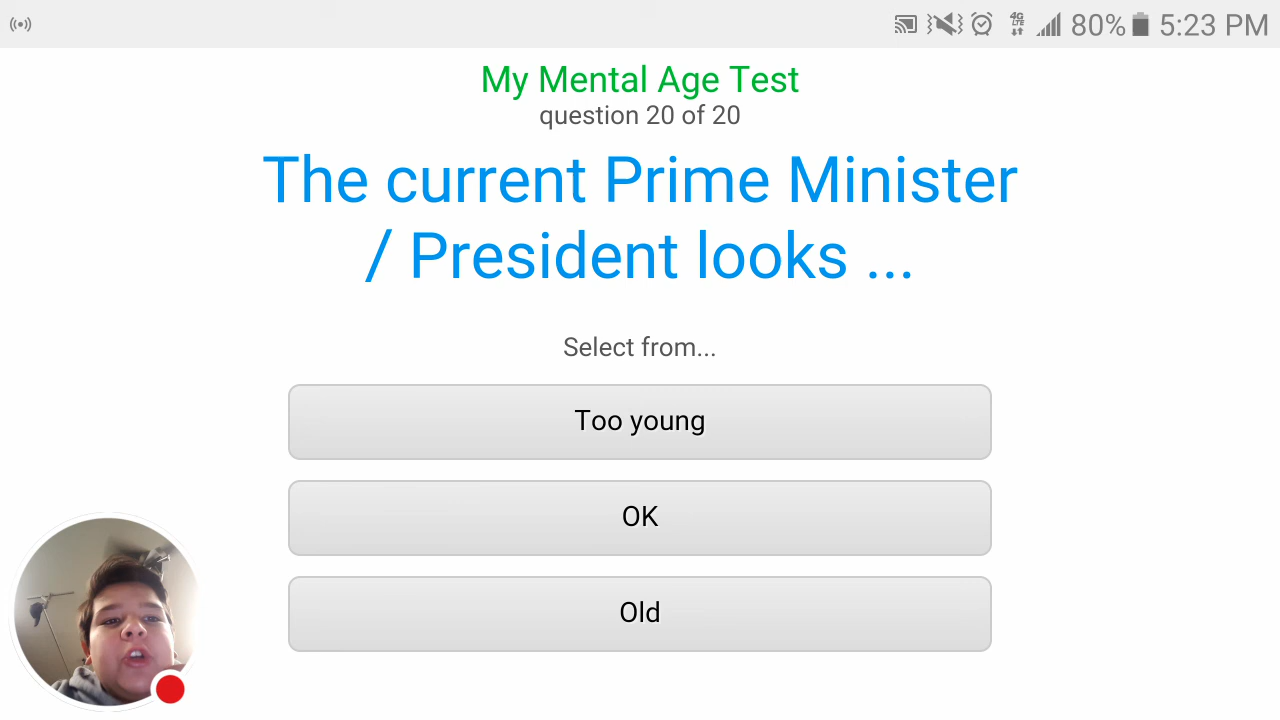 80% 5:23 PM
My Mental Age Test
question 20 of 20
The current Prime Minister
/ President looks ...
Select from...
Too young
OK
Old